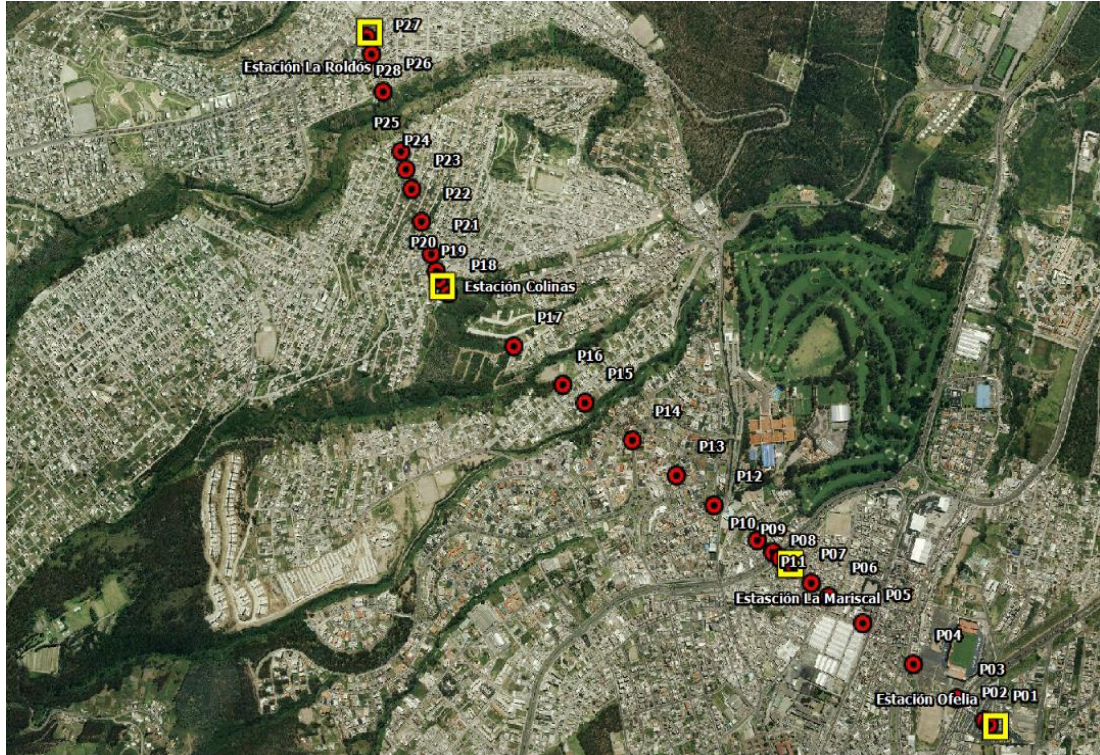 P27
Estación La Roldós
P26
P28
P25
P24
P23
P22
P21
P20
P19
P18
Estación Colinas
P17
P16
P15
P14
P13
P12
P10
P09
P08
P11
P07
P06
Estasción La Mariscal
P05
P04
P03
Estación Ofelia
P02
P01